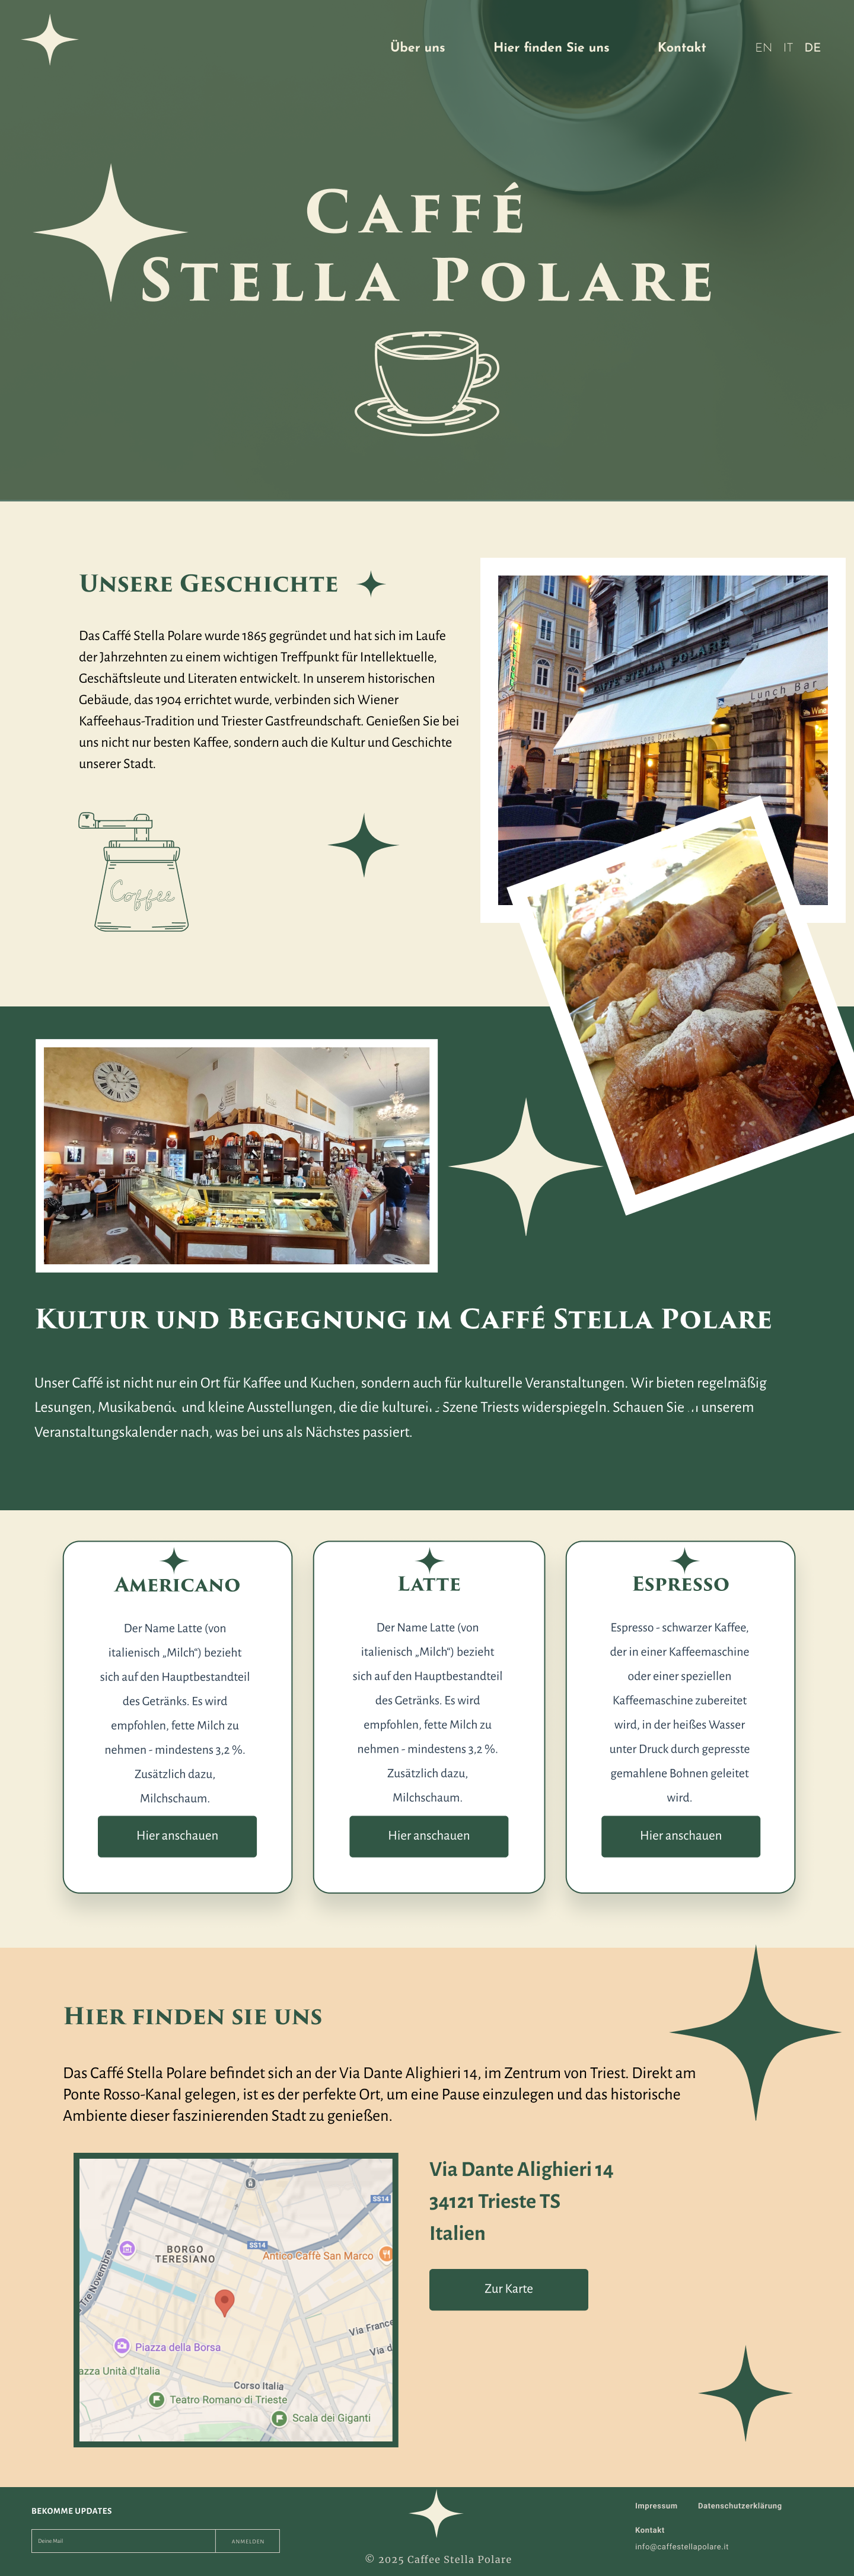 Über uns Hier finden Sie uns Kontakt EN IT DE
CAFFÉ
STELLA POLARE
UNSERE GESCHICHTE
Das Caffé Stella Polare wurde 1865 gegründet und hat sich im Laufe
der Jahrzehnten zu einem wichtigen Treffpunkt für Intellektuelle,
Geschäftsleute und Literaten entwickelt. In unserem historischen
Gebäude, das 1904 errichtet wurde, verbinden sich Wiener
Kaffeehaus-Tradition und Triester Gastfreundschaft. Genießen Sie bei
uns nicht nur besten Kaffee, sondern auch die Kultur und Geschichte
unserer Stadt.
CAFFE STELLA POLARE
Lunch Bar
Coffee
KULTUR UND BEGEGNUNG IM CAFFÉ STELLA POLARE
Unser Caffé ist nicht nur ein Ort für Kaffee und Kuchen, sondern auch für kulturelle Veranstaltungen. Wir bieten regelmäßig
Lesungen, Musikabende und kleine Ausstellungen, die die kulturelle Szene Triests widerspiegeln. Schauen Sie in unserem
Veranstaltungskalender nach, was bei uns als Nächstes passiert.
AMERICANO
Der Name Latte (von
italienisch „Milch“) bezieht
sich auf den Hauptbestandteil
des Getränks. Es wird
empfohlen, fette Milch zu
nehmen - mindestens 3,2 %.
Zusätzlich dazu,
Milchschaum.
Hier anschauen
LATTE
Der Name Latte (von
italienisch „Milch“) bezieht
sich auf den Hauptbestandteil
des Getränks. Es wird
empfohlen, fette Milch zu
nehmen - mindestens 3,2 %.
Zusätzlich dazu,
Milchschaum.
Hier anschauen
ESPRESSO
Espresso - schwarzer Kaffee,
der in einer Kaffeemaschine
oder einer speziellen
Kaffeemaschine zubereitet
wird, in der heißes Wasser
unter Druck durch gepresste
gemahlene Bohnen geleitet
wird.
Hier anschauen
HIER FINDEN SIE UNS
Das Caffé Stella Polare befindet sich an der Via Dante Alighieri 14, im Zentrum von Triest. Direkt am
Ponte Rosso-Kanal gelegen, ist es der perfekte Ort, um eine Pause einzulegen und das historische
Ambiente dieser faszinierenden Stadt zu genießen.
SS14
SS14
BORGO
TERESIANO
Antico Caffè San Marco
Tre Novembre
Via France
Via d
Piazza della Borsa
azza Unità d'Italia
Corso Italia
Teatro Romano di Trieste
Scala dei Giganti
Via Dante Alighieri 14
34121 Trieste TS
Italien
Zur Karte
BEKOMME UPDATES
Deine Mail
ANMELDEN
© 2025 Caffee Stella Polare
Impressum Datenschutzerklärung
Kontakt
info@caffestellapolare.it